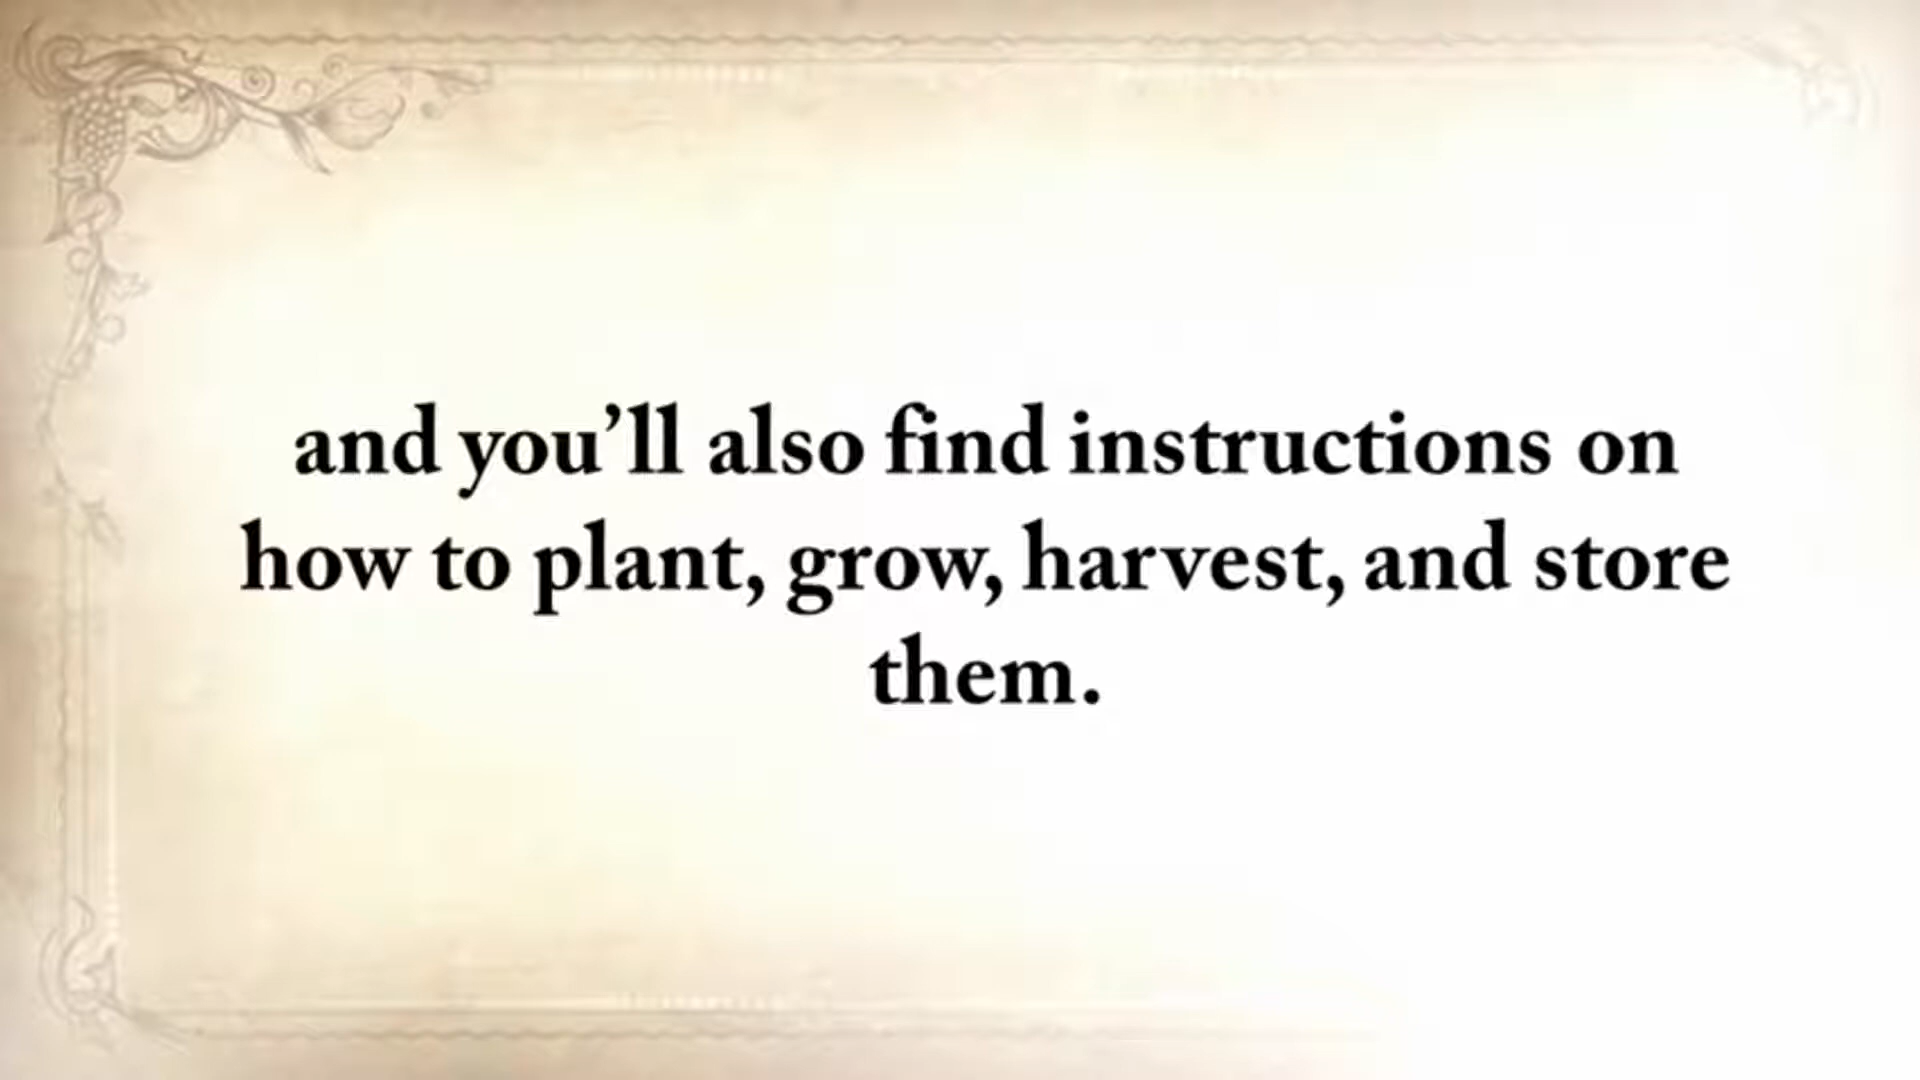 and you’ll also find instructions on
how to plant, grow, harvest, and store
them.